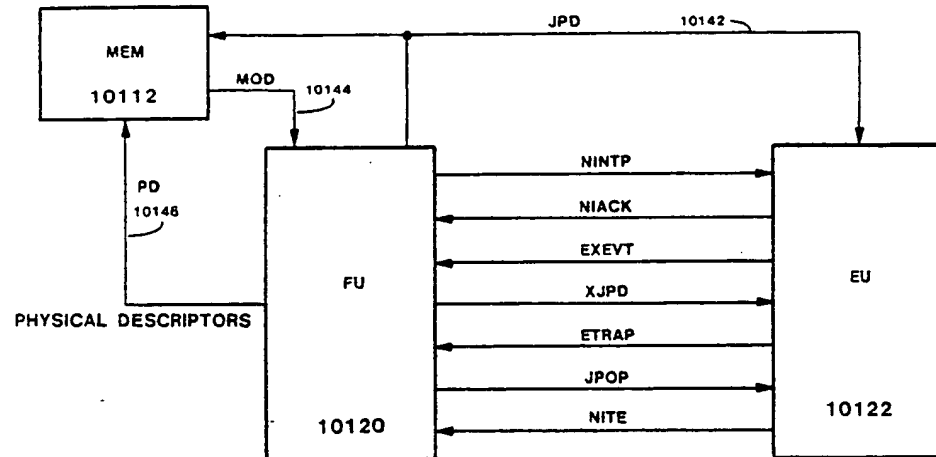 JPD
10142
MEM
10112
MOD
10144
PD
10146
PHYSICAL DESCRIPTORS
NINTP
NIACK
EXEVT
FU
XJPD
EU
ETRAP
JPOP
NITE
10120
10122